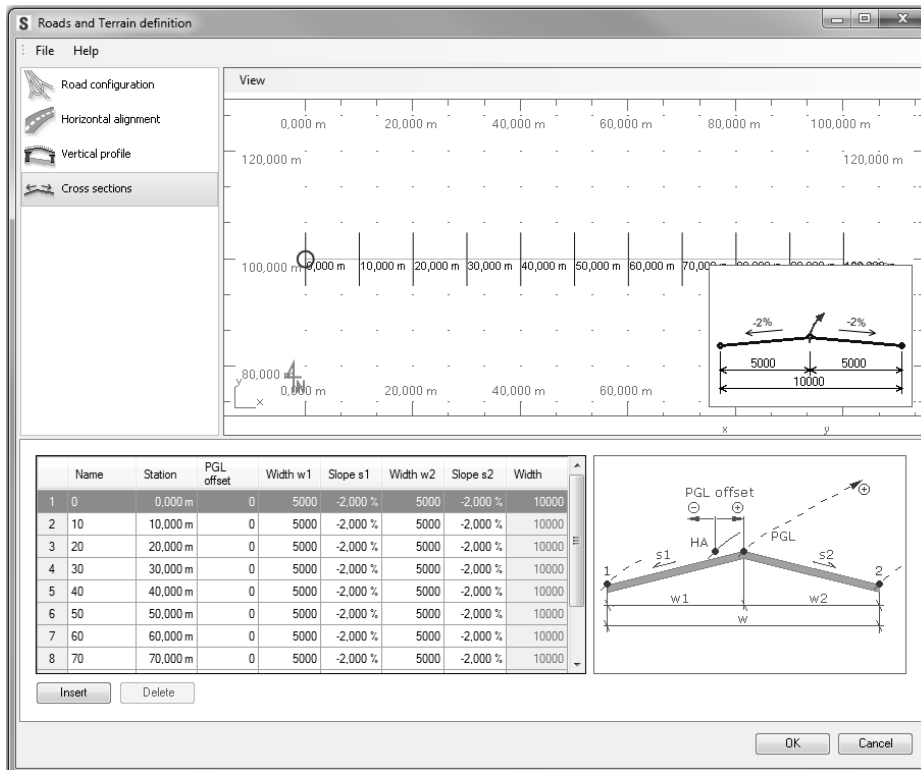 S Roads and Terrain definition
File Help
Road configuration
Horizontal alignment
Vertical profile
Cross sections
View
0,000 m 20,000 m 40,000 m 60,000 m 80,000 m 100,000 m
120,000 m 120,000 m
100,000 m 0,000 m 10,000 m 20,000 m 30,000 m 40,000 m 50,000 m 60,000 m 70,000
80,000 m
0,000 m 20,000 m 40,000 m 60,000 m
N
y
x
-2% -2%
5000 5000
10000
x y
Name Station PGL offset Width w1 Slope s1 Width w2 Slope s2 Width
1 0 0,000 m 0 5000 -2,000 % 5000 -2,000 % 10000
2 10 10,000 m 0 5000 -2,000 % 5000 -2,000 % 10000
3 20 20,000 m 0 5000 -2,000 % 5000 -2,000 % 10000
4 30 30,000 m 0 5000 -2,000 % 5000 -2,000 % 10000
5 40 40,000 m 0 5000 -2,000 % 5000 -2,000 % 10000
6 50 50,000 m 0 5000 -2,000 % 5000 -2,000 % 10000
7 60 60,000 m 0 5000 -2,000 % 5000 -2,000 % 10000
8 70 70,000 m 0 5000 -2,000 % 5000 -2,000 % 10000
PGL offset
HA PGL
s1 s2
1 2
w1 w2
w
Insert Delete
OK Cancel